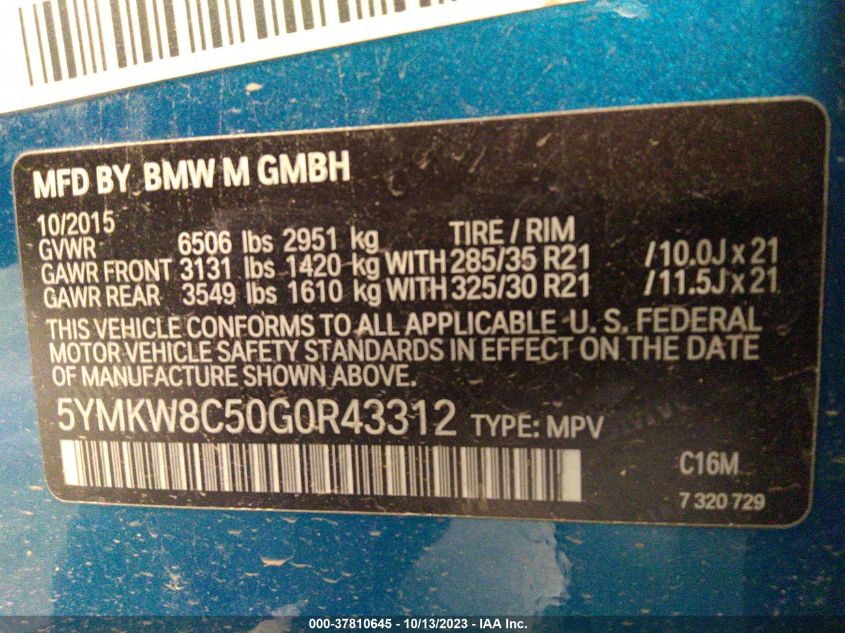 MFD BY BMW M GMBH
10/2015
GVWR 6506 lbs 2951 kg TIRE / RIM
GAWR FRONT 3131 lbs 1420 kg WITH 285/35 R21 /10.0J x 21
GAWR REAR 3549 lbs 1610 kg WITH 325/30 R21 /11.5J x 21
THIS VEHICLE CONFORMS TO ALL APPLICABLE U. S. FEDERAL
MOTOR VEHICLE SAFETY STANDARDS IN EFFECT ON THE DATE
OF MANUFACTURE SHOWN ABOVE.
5YMKW8C50G0R43312 TYPE: MPV
C16M
7 320 729
000-37810645 - 10/13/2023 - IAA Inc.